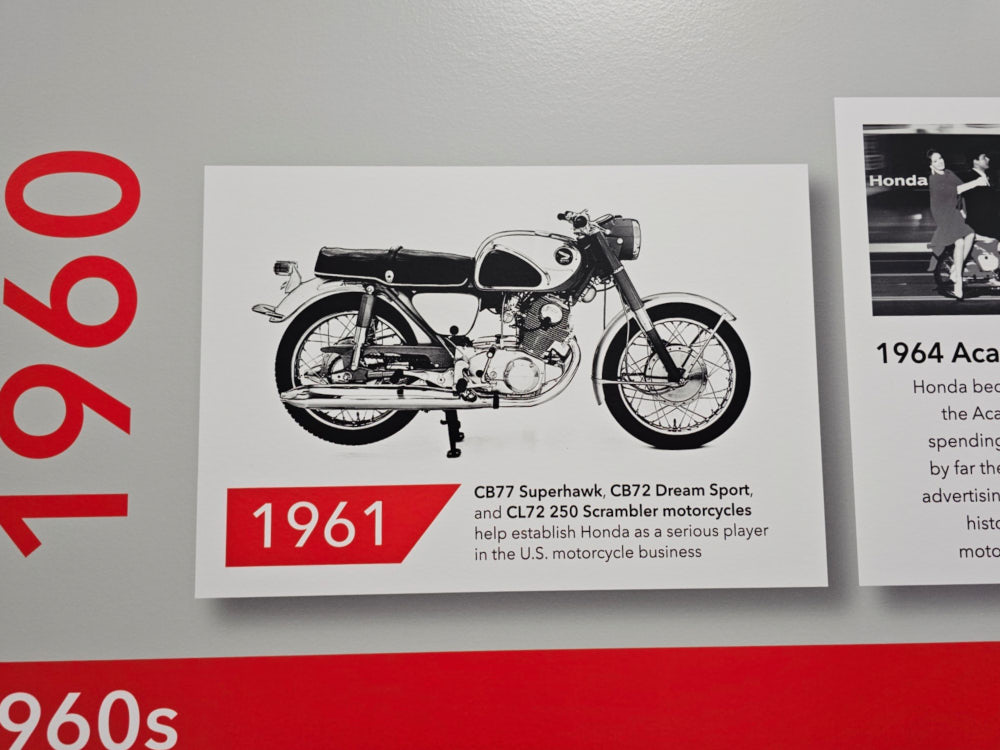 1960
1961
CB77 Superhawk, CB72 Dream Sport,
and CL72 250 Scrambler motorcycles
help establish Honda as a serious player
in the U.S. motorcycle business
Honda
1964 Aca
Honda bec
the Aca
spending
by far the
advertisin
histo
moto
960s